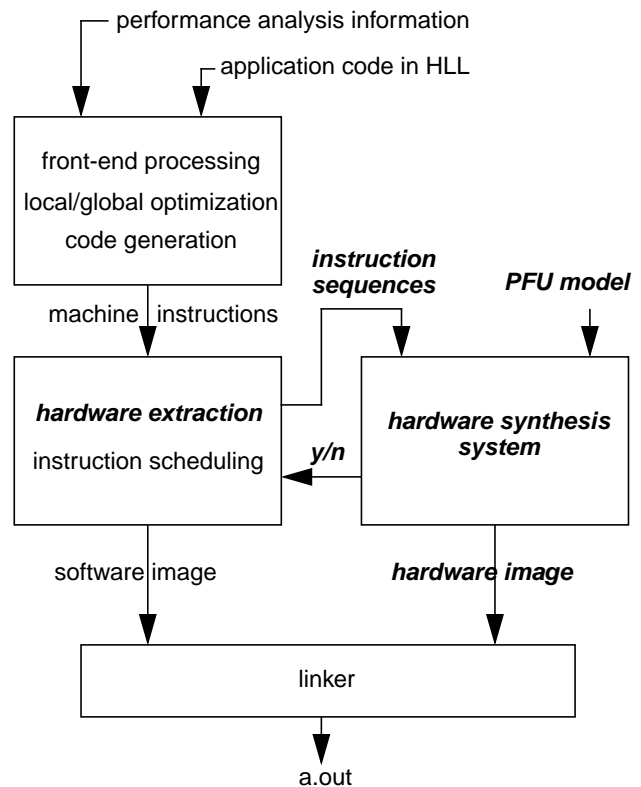 performance analysis information
application code in HLL
front-end processing
local/global optimization
code generation
instruction
sequences
PFU model
machine instructions
hardware extraction
instruction scheduling
hardware synthesis
system
y/n
software image
hardware image
linker
a.out